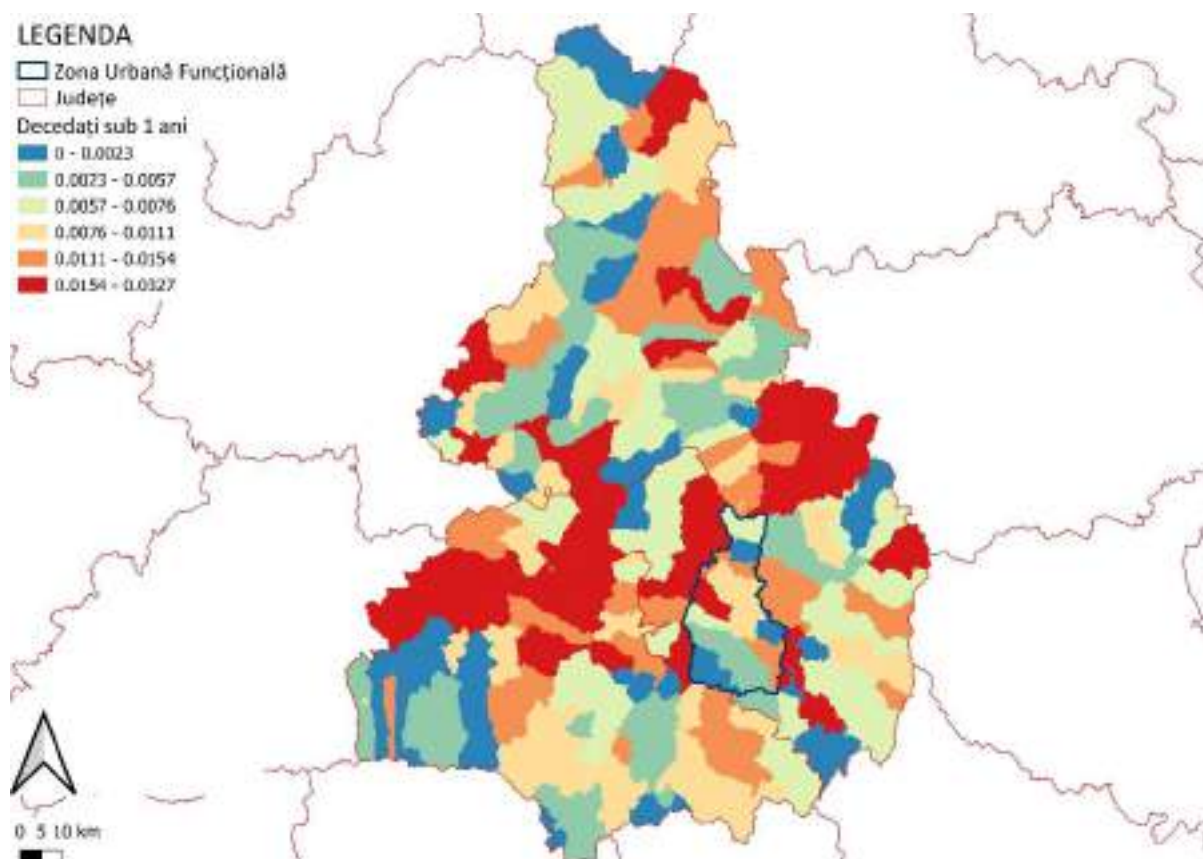 LEGENDA
Zona Urbană Funcțională
Județe
Decedați sub 1 ani
0 - 0.0023
0.0023 - 0.0057
0.0057 - 0.0076
0.0076 - 0.0111
0.0111 - 0.0154
0.0154 - 0.0327
0 5 10 km